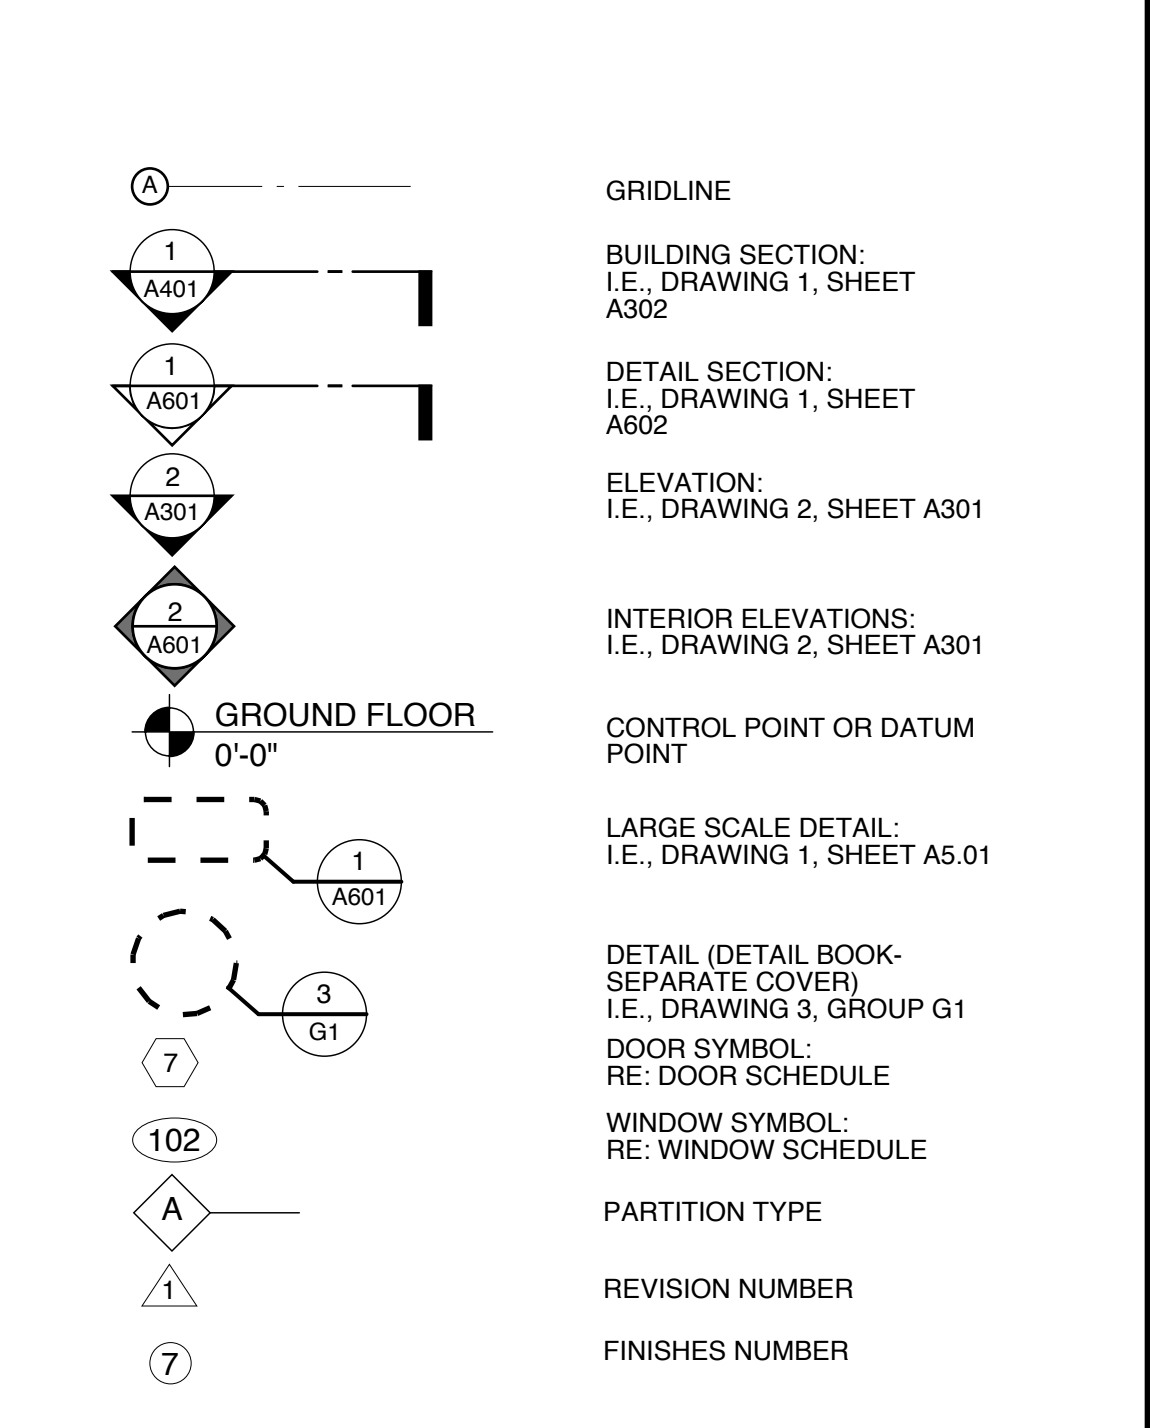 A
GRIDLINE
1
A401
BUILDING SECTION:
I.E., DRAWING 1, SHEET
A302
1
A601
DETAIL SECTION:
I.E., DRAWING 1, SHEET
A602
2
A301
ELEVATION:
I.E., DRAWING 2, SHEET A301
2
A601
INTERIOR ELEVATIONS:
I.E., DRAWING 2, SHEET A301
GROUND FLOOR
0'-0"
CONTROL POINT OR DATUM
POINT
1
A601
LARGE SCALE DETAIL:
I.E., DRAWING 1, SHEET A5.01
3
G1
DETAIL (DETAIL BOOK-
SEPARATE COVER)
I.E., DRAWING 3, GROUP G1
7
DOOR SYMBOL:
RE: DOOR SCHEDULE
102
WINDOW SYMBOL:
RE: WINDOW SCHEDULE
A
PARTITION TYPE
1
REVISION NUMBER
7
FINISHES NUMBER